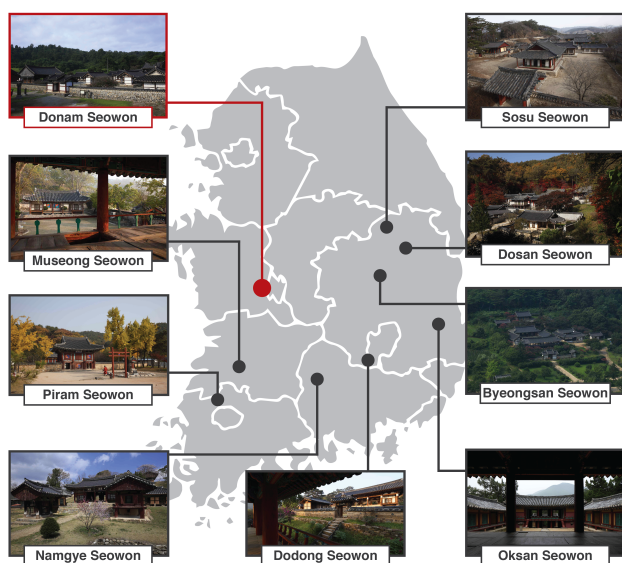 Donam Seowon
Sosu Seowon
Museong Seowon
Dosan Seowon
Piram Seowon
Byeongsan Seowon
Namgye Seowon
Dodong Seowon
Oksan Seowon